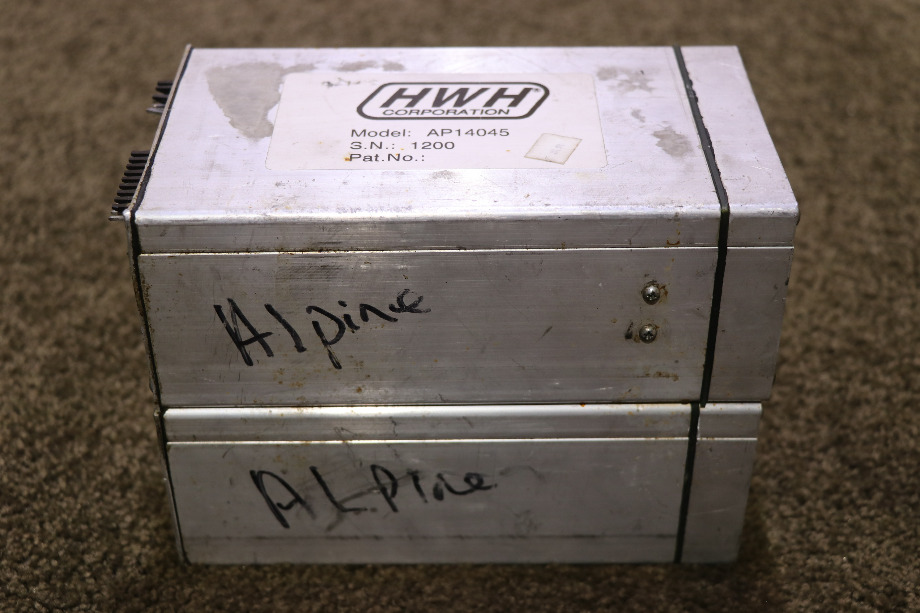 HWH®
CORPORATION
Model: AP14045
S.N.: 1200
Pat.No.:
Alpine
ALPine